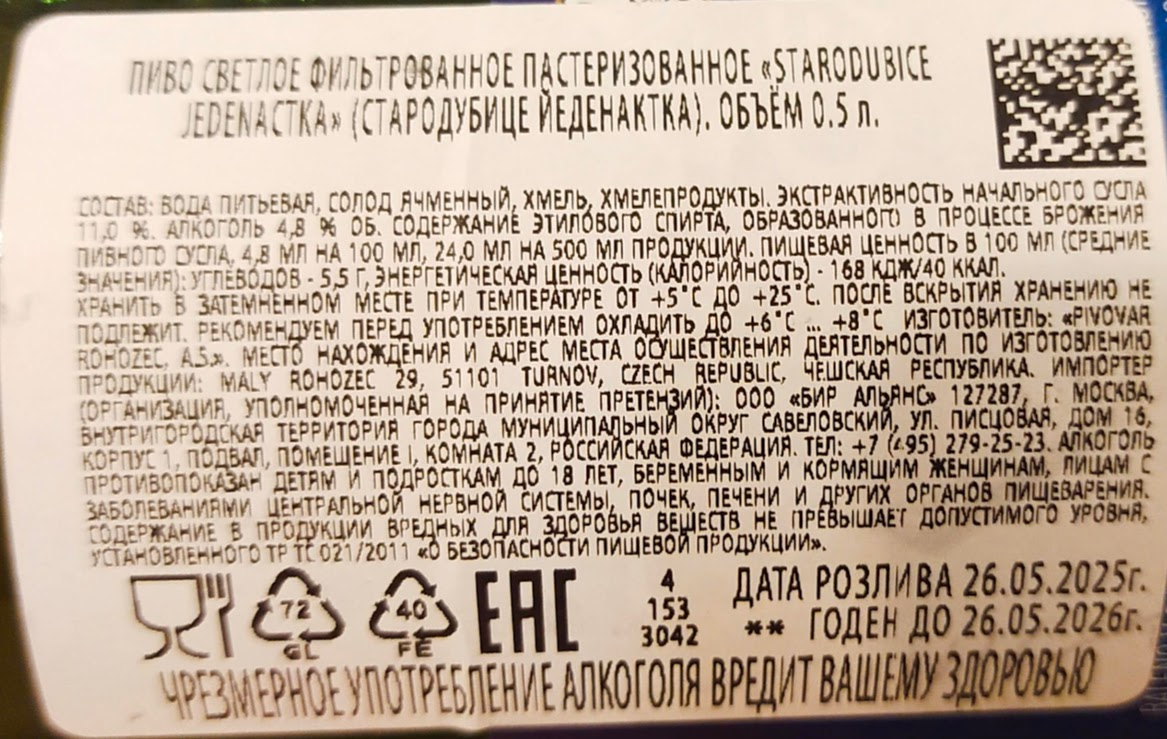 ПИВО СВЕТЛОЕ ФИЛЬТРОВАННОЕ ПАСТЕРИЗОВАННОЕ «STARODUBICE
JEDENACTKA» (СТАРОДУБИЦЕ ЙЕДЕНАКТКА). ОБЪЁМ 0.5 л.
СОСТАВ: ВОДА ПИТЬЕВАЯ, СОЛОД ЯЧМЕННЫЙ, ХМЕЛЬ, ХМЕЛЕПРОДУКТЫ. ЭКСТРАКТИВНОСТЬ НАЧАЛЬНОГО СУСЛА
11,0 %. АЛКОГОЛЬ 4,8 % ОБ. СОДЕРЖАНИЕ ЭТИЛОВОГО СПИРТА, ОБРАЗОВАННОГО В ПРОЦЕССЕ БРОЖЕНИЯ
ПИВНОГО СУСЛА, 4,8 МЛ НА 100 МЛ, 24,0 МЛ НА 500 МЛ ПРОДУКЦИИ. ПИЩЕВАЯ ЦЕННОСТЬ В 100 МЛ (СРЕДНИЕ
ЗНАЧЕНИЯ): УГЛЕВОДОВ - 5,5 Г, ЭНЕРГЕТИЧЕСКАЯ ЦЕННОСТЬ (КАЛОРИЙНОСТЬ) - 168 КДЖ/40 ККАЛ.
ХРАНИТЬ В ЗАТЕМНЕННОМ МЕСТЕ ПРИ ТЕМПЕРАТУРЕ ОТ +5°С ДО +25°С. ПОСЛЕ ВСКРЫТИЯ ХРАНЕНИЮ НЕ
ПОДЛЕЖИТ. РЕКОМЕНДУЕМ ПЕРЕД УПОТРЕБЛЕНИЕМ ОХЛАДИТЬ ДО +6°С ... +8°С ИЗГОТОВИТЕЛЬ: «PIVOVAR
ROHOZEC, A.S.». МЕСТО НАХОЖДЕНИЯ И АДРЕС МЕСТА ОСУЩЕСТВЛЕНИЯ ДЕЯТЕЛЬНОСТИ ПО ИЗГОТОВЛЕНИЮ
ПРОДУКЦИИ: MALY ROHOZEC 29, 51101 TURNOV, CZECH REPUBLIC, ЧЕШСКАЯ РЕСПУБЛИКА. ИМПОРТЕР
(ОРГАНИЗАЦИЯ, УПОЛНОМОЧЕННАЯ НА ПРИНЯТИЕ ПРЕТЕНЗИЙ): ООО «БИР АЛЬЯНС» 127287, Г. МОСКВА,
ВНУТРИГОРОДСКАЯ ТЕРРИТОРИЯ ГОРОДА МУНИЦИПАЛЬНЫЙ ОКРУГ САВЕЛОВСКИЙ, УЛ. ПИСЦОВАЯ, ДОМ 16,
КОРПУС 1, ПОДВАЛ, ПОМЕЩЕНИЕ I, КОМНАТА 2, РОССИЙСКАЯ ФЕДЕРАЦИЯ. ТЕЛ: +7 (495) 279-25-23. АЛКОГОЛЬ
ПРОТИВОПОКАЗАН ДЕТЯМ И ПОДРОСТКАМ ДО 18 ЛЕТ, БЕРЕМЕННЫМ И КОРМЯЩИМ ЖЕНЩИНАМ, ЛИЦАМ С
ЗАБОЛЕВАНИЯМИ ЦЕНТРАЛЬНОЙ НЕРВНОЙ СИСТЕМЫ, ПОЧЕК, ПЕЧЕНИ И ДРУГИХ ОРГАНОВ ПИЩЕВАРЕНИЯ.
СОДЕРЖАНИЕ В ПРОДУКЦИИ ВРЕДНЫХ ДЛЯ ЗДОРОВЬЯ ВЕЩЕСТВ НЕ ПРЕВЫШАЕТ ДОПУСТИМОГО УРОВНЯ,
УСТАНОВЛЕННОГО ТР ТС 021/2011 «О БЕЗОПАСНОСТИ ПИЩЕВОЙ ПРОДУКЦИИ».
72
GL
40
FE
EAC
4
153
3042
ДАТА РОЗЛИВА 26.05.2025г.
** ГОДЕН ДО 26.05.2026г.
ЧРЕЗМЕРНОЕ УПОТРЕБЛЕНИЕ АЛКОГОЛЯ ВРЕДИТ ВАШЕМУ ЗДОРОВЬЮ